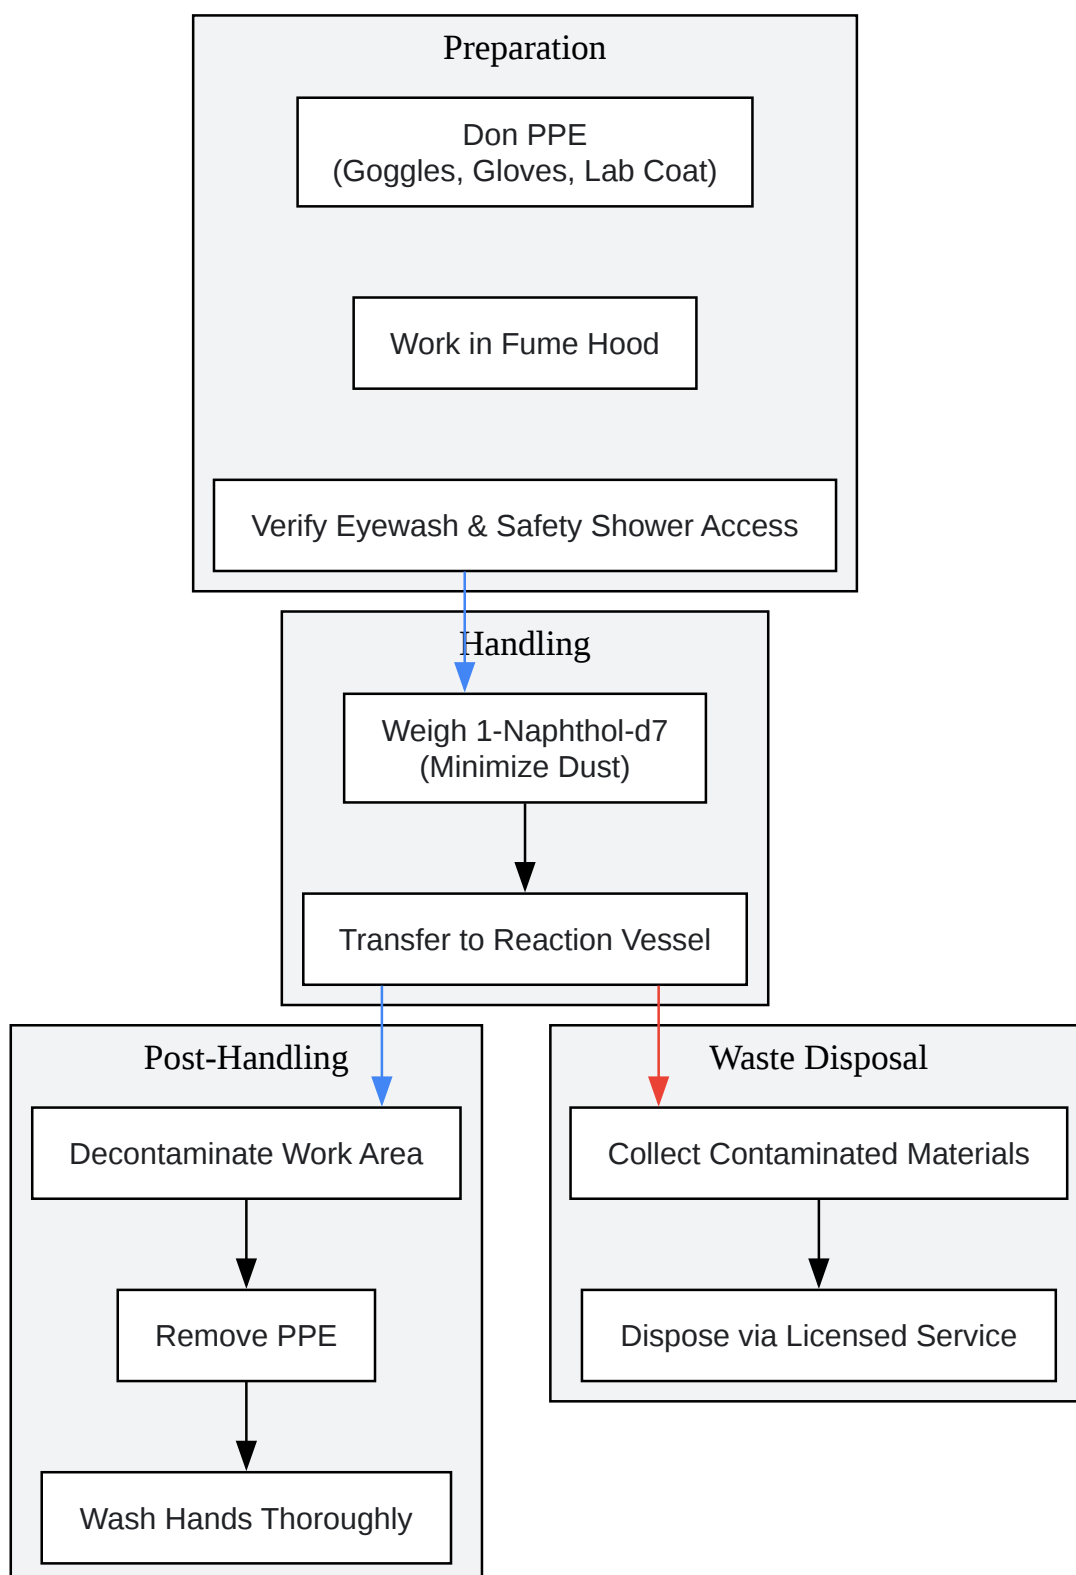 Preparation
Don PPE
(Goggles, Gloves, Lab Coat)
Work in Fume Hood
Verify Eyewash & Safety Shower Access
Handling
Weigh 1-Naphthol-d7
(Minimize Dust)
Transfer to Reaction Vessel
Post-Handling
Decontaminate Work Area
Remove PPE
Wash Hands Thoroughly
Waste Disposal
Collect Contaminated Materials
Dispose via Licensed Service